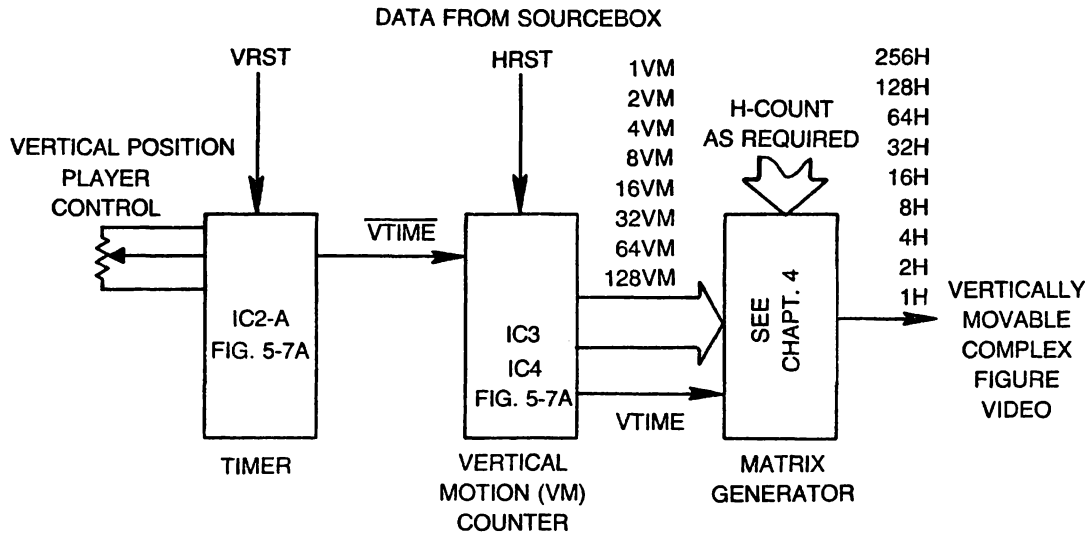 DATA FROM SOURCEBOX
VRST
HRST
1VM
2VM
4VM
8VM
16VM
32VM
64VM
128VM
H-COUNT
AS REQUIRED
256H
128H
64H
32H
16H
8H
4H
2H
1H
VERTICAL POSITION
PLAYER
CONTROL
VTIME
IC2-A
FIG. 5-7A
IC3
IC4
FIG. 5-7A
VTIME
SEE
CHAPT. 4
VERTICALLY
MOVABLE
COMPLEX
FIGURE
VIDEO
TIMER
VERTICAL
MOTION (VM)
COUNTER
MATRIX
GENERATOR